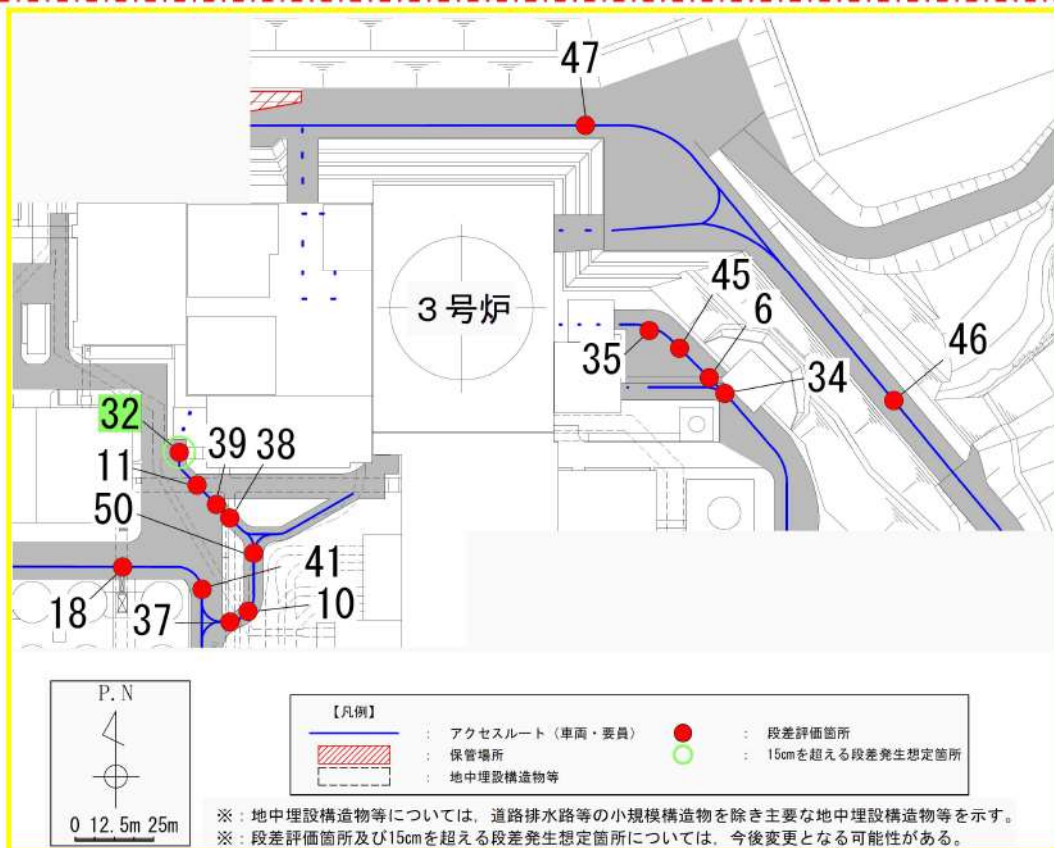 47
3号炉
45
6
46
35
34
32
39 38
11
50
41
18
10
37
P.N
0 12.5m 25m
【凡例】
: アクセスルート（車両・要員）
: 段差評価箇所
: 保管場所
: 15cmを超える段差発生想定箇所
: 地中埋設構造物等
※：地中埋設構造物等については，道路排水路等の小規模構造物を除き主要な地中埋設構造物等を示す。
※：段差評価箇所及び15cmを超える段差発生想定箇所については，今後変更となる可能性がある。